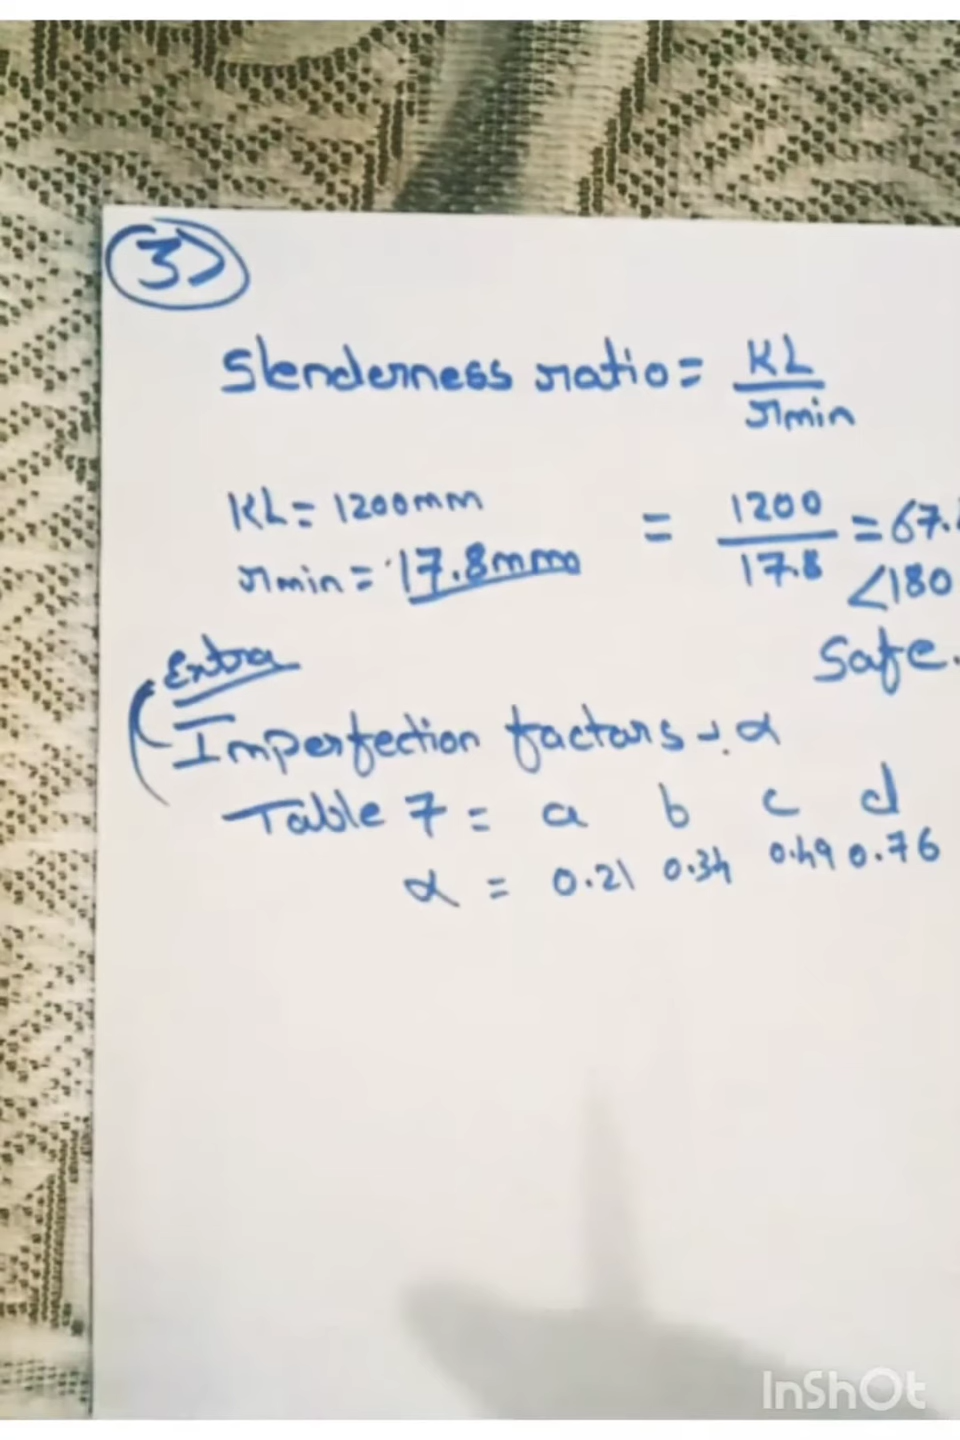 3>
Slenderness ratio = KL / rmin
KL = 1200mm
= 1200 / 17.8 = 67.
rmin = 17.8mm
<180
Safe.
Extra
Imperfection factors → α
Table 7 = a b c d
α = 0.21 0.34 0.49 0.76
InShOt